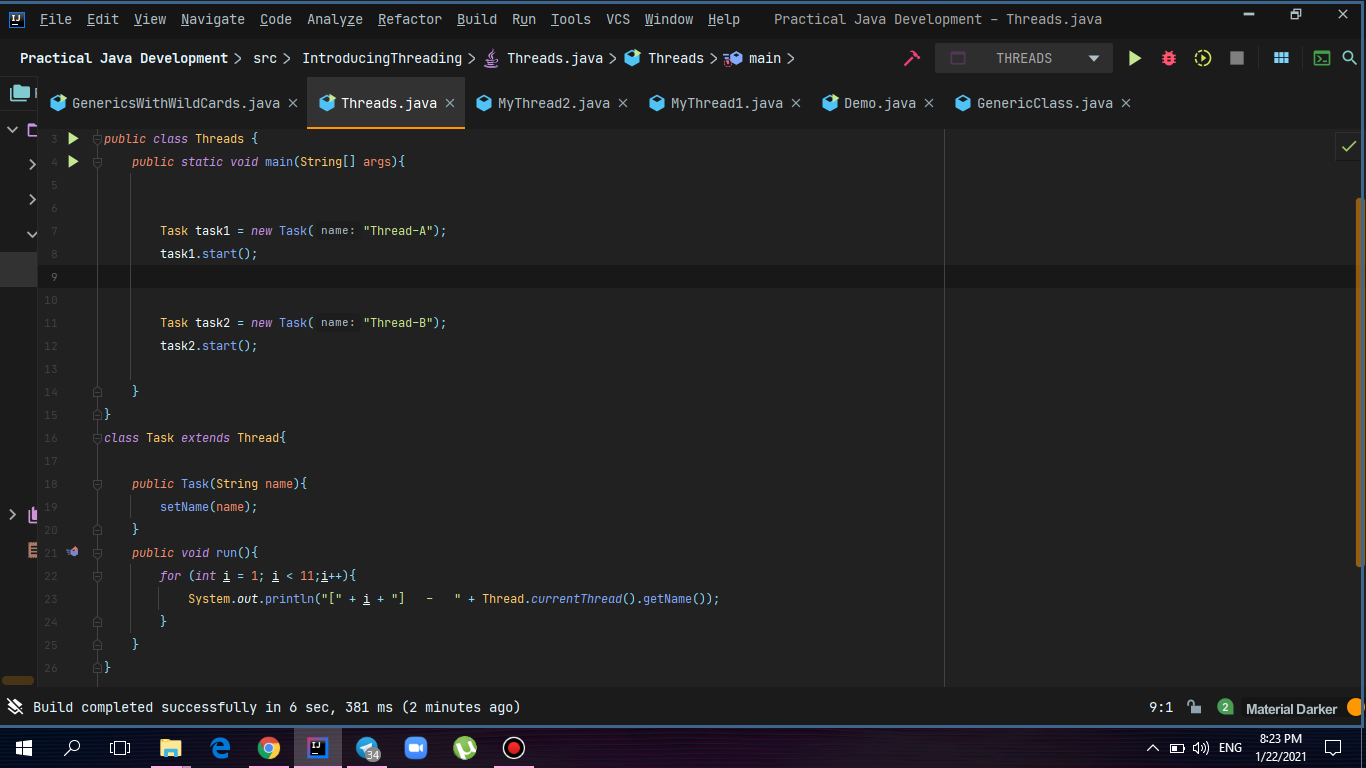 File Edit View Navigate Code Analyze Refactor Build Run Tools VCS Window Help Practical Java Development - Threads.java
Practical Java Development > src > IntroducingThreading > Threads.java > Threads > main > THREADS
GenericsWithWildCards.java × Threads.java × MyThread2.java × MyThread1.java × Demo.java × GenericClass.java ×
3 public class Threads {
4 public static void main(String[] args){
5
6
7 Task task1 = new Task( name: "Thread-A");
8 task1.start();
9
10
11 Task task2 = new Task( name: "Thread-B");
12 task2.start();
13
14 }
15 }
16 class Task extends Thread{
17
18 public Task(String name){
19 setName(name);
20 }
21 public void run(){
22 for (int i = 1; i < 11;i++){
23 System.out.println("[" + i + "]   -   " + Thread.currentThread().getName());
24 }
25 }
26 }
Build completed successfully in 6 sec, 381 ms (2 minutes ago) 9:1 2 Material Darker
34 ENG 8:23 PM
1/22/2021